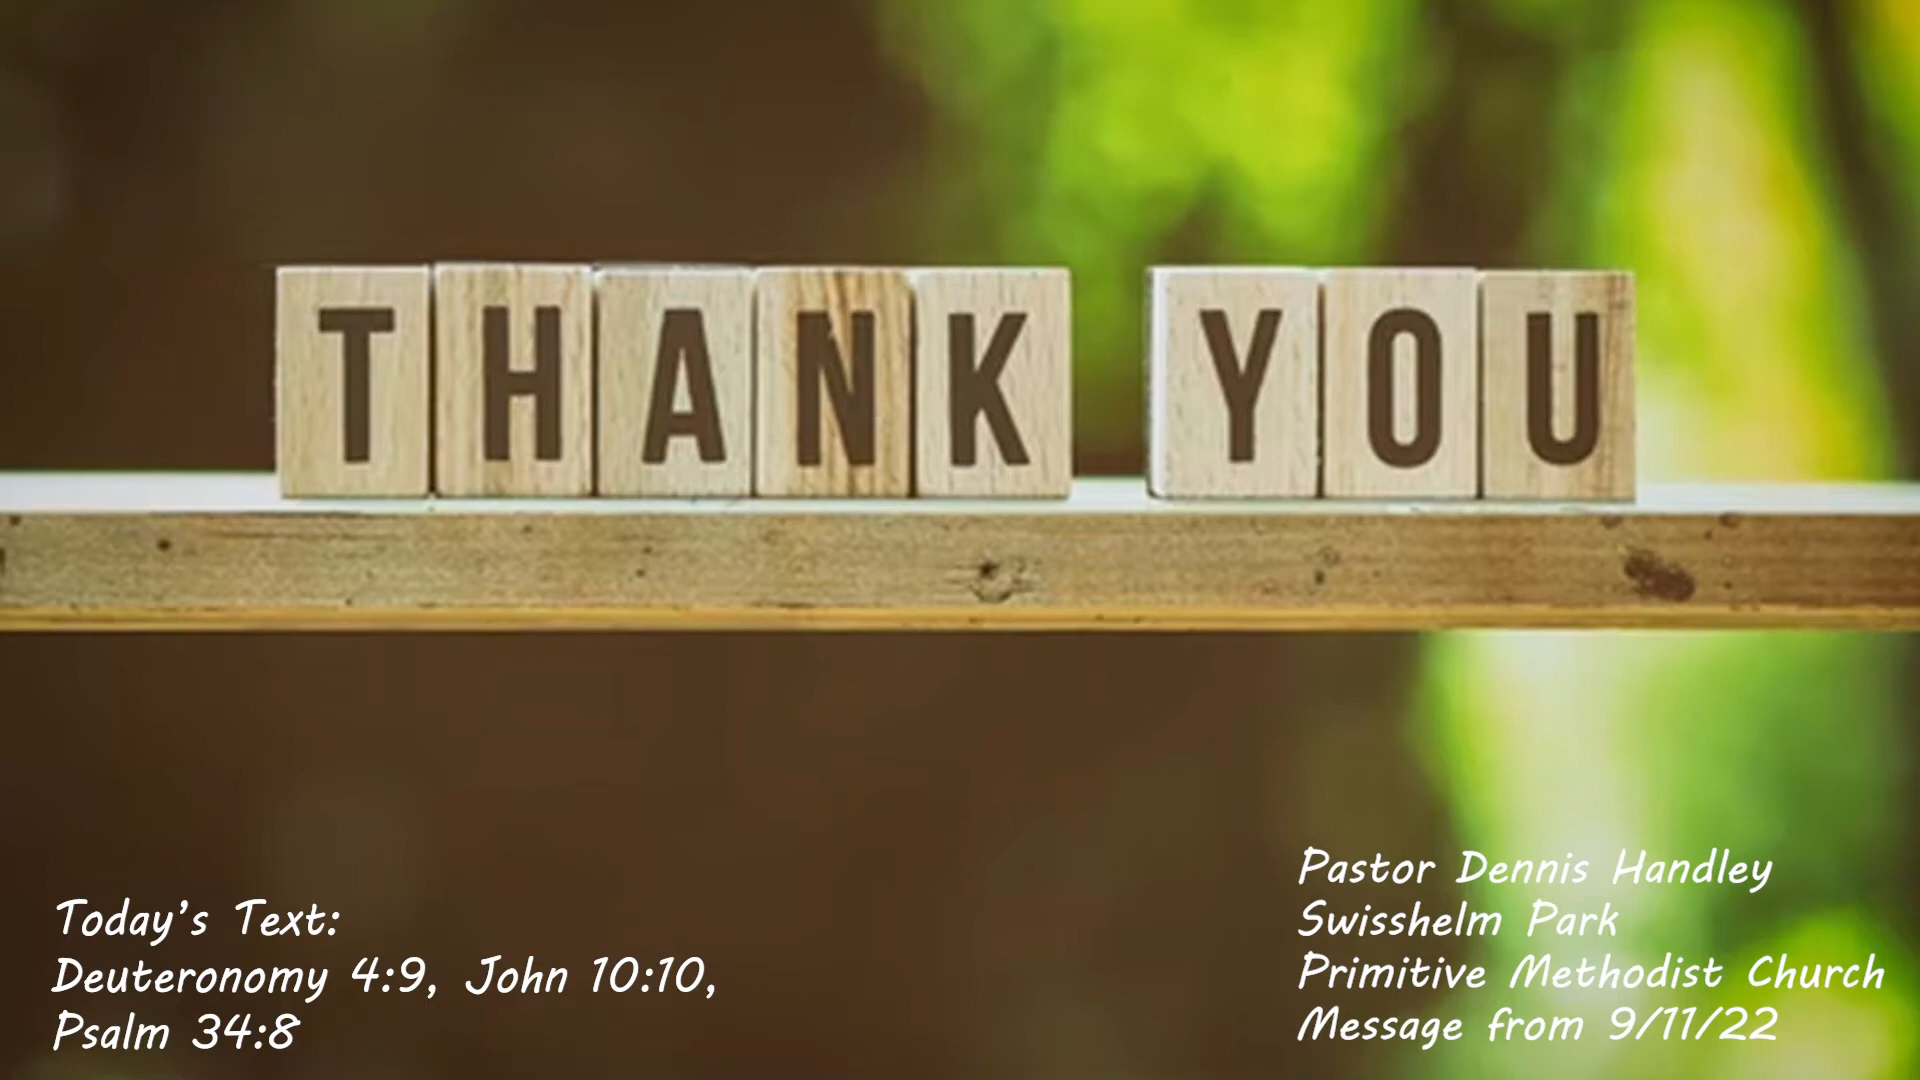 THANK YOU
Today's Text:
Deuteronomy 4:9, John 10:10,
Psalm 34:8
Pastor Dennis Handley
Swisshelm Park
Primitive Methodist Church
Message from 9/11/22